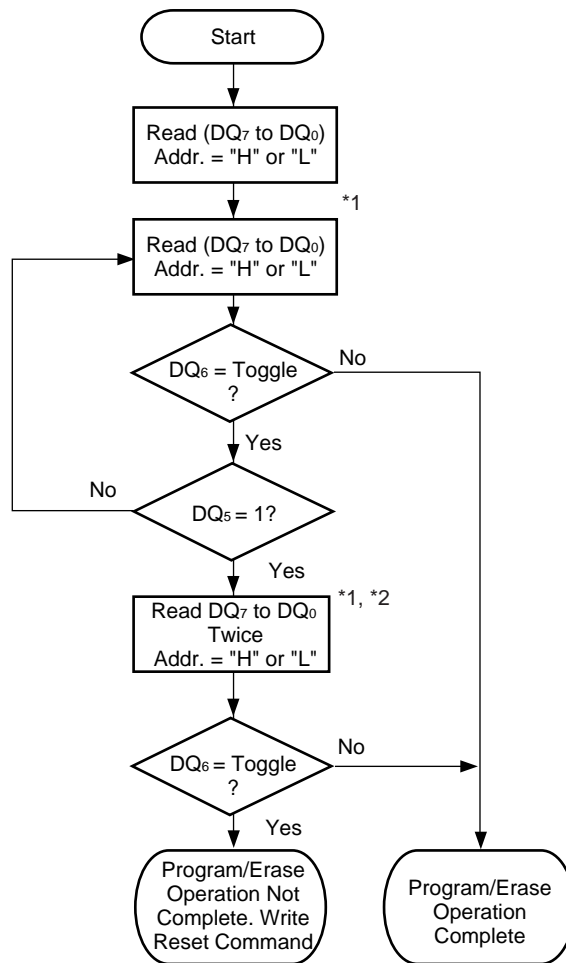 Start
Read (DQ7 to DQ0)
Addr. = "H" or "L"
*1
Read (DQ7 to DQ0)
Addr. = "H" or "L"
DQ6 = Toggle
?
No
Yes
No
DQ5 = 1?
Yes
*1, *2
Read DQ7 to DQ0
Twice
Addr. = "H" or "L"
DQ6 = Toggle
?
No
Yes
Program/Erase
Operation Not
Complete. Write
Reset Command
Program/Erase
Operation
Complete